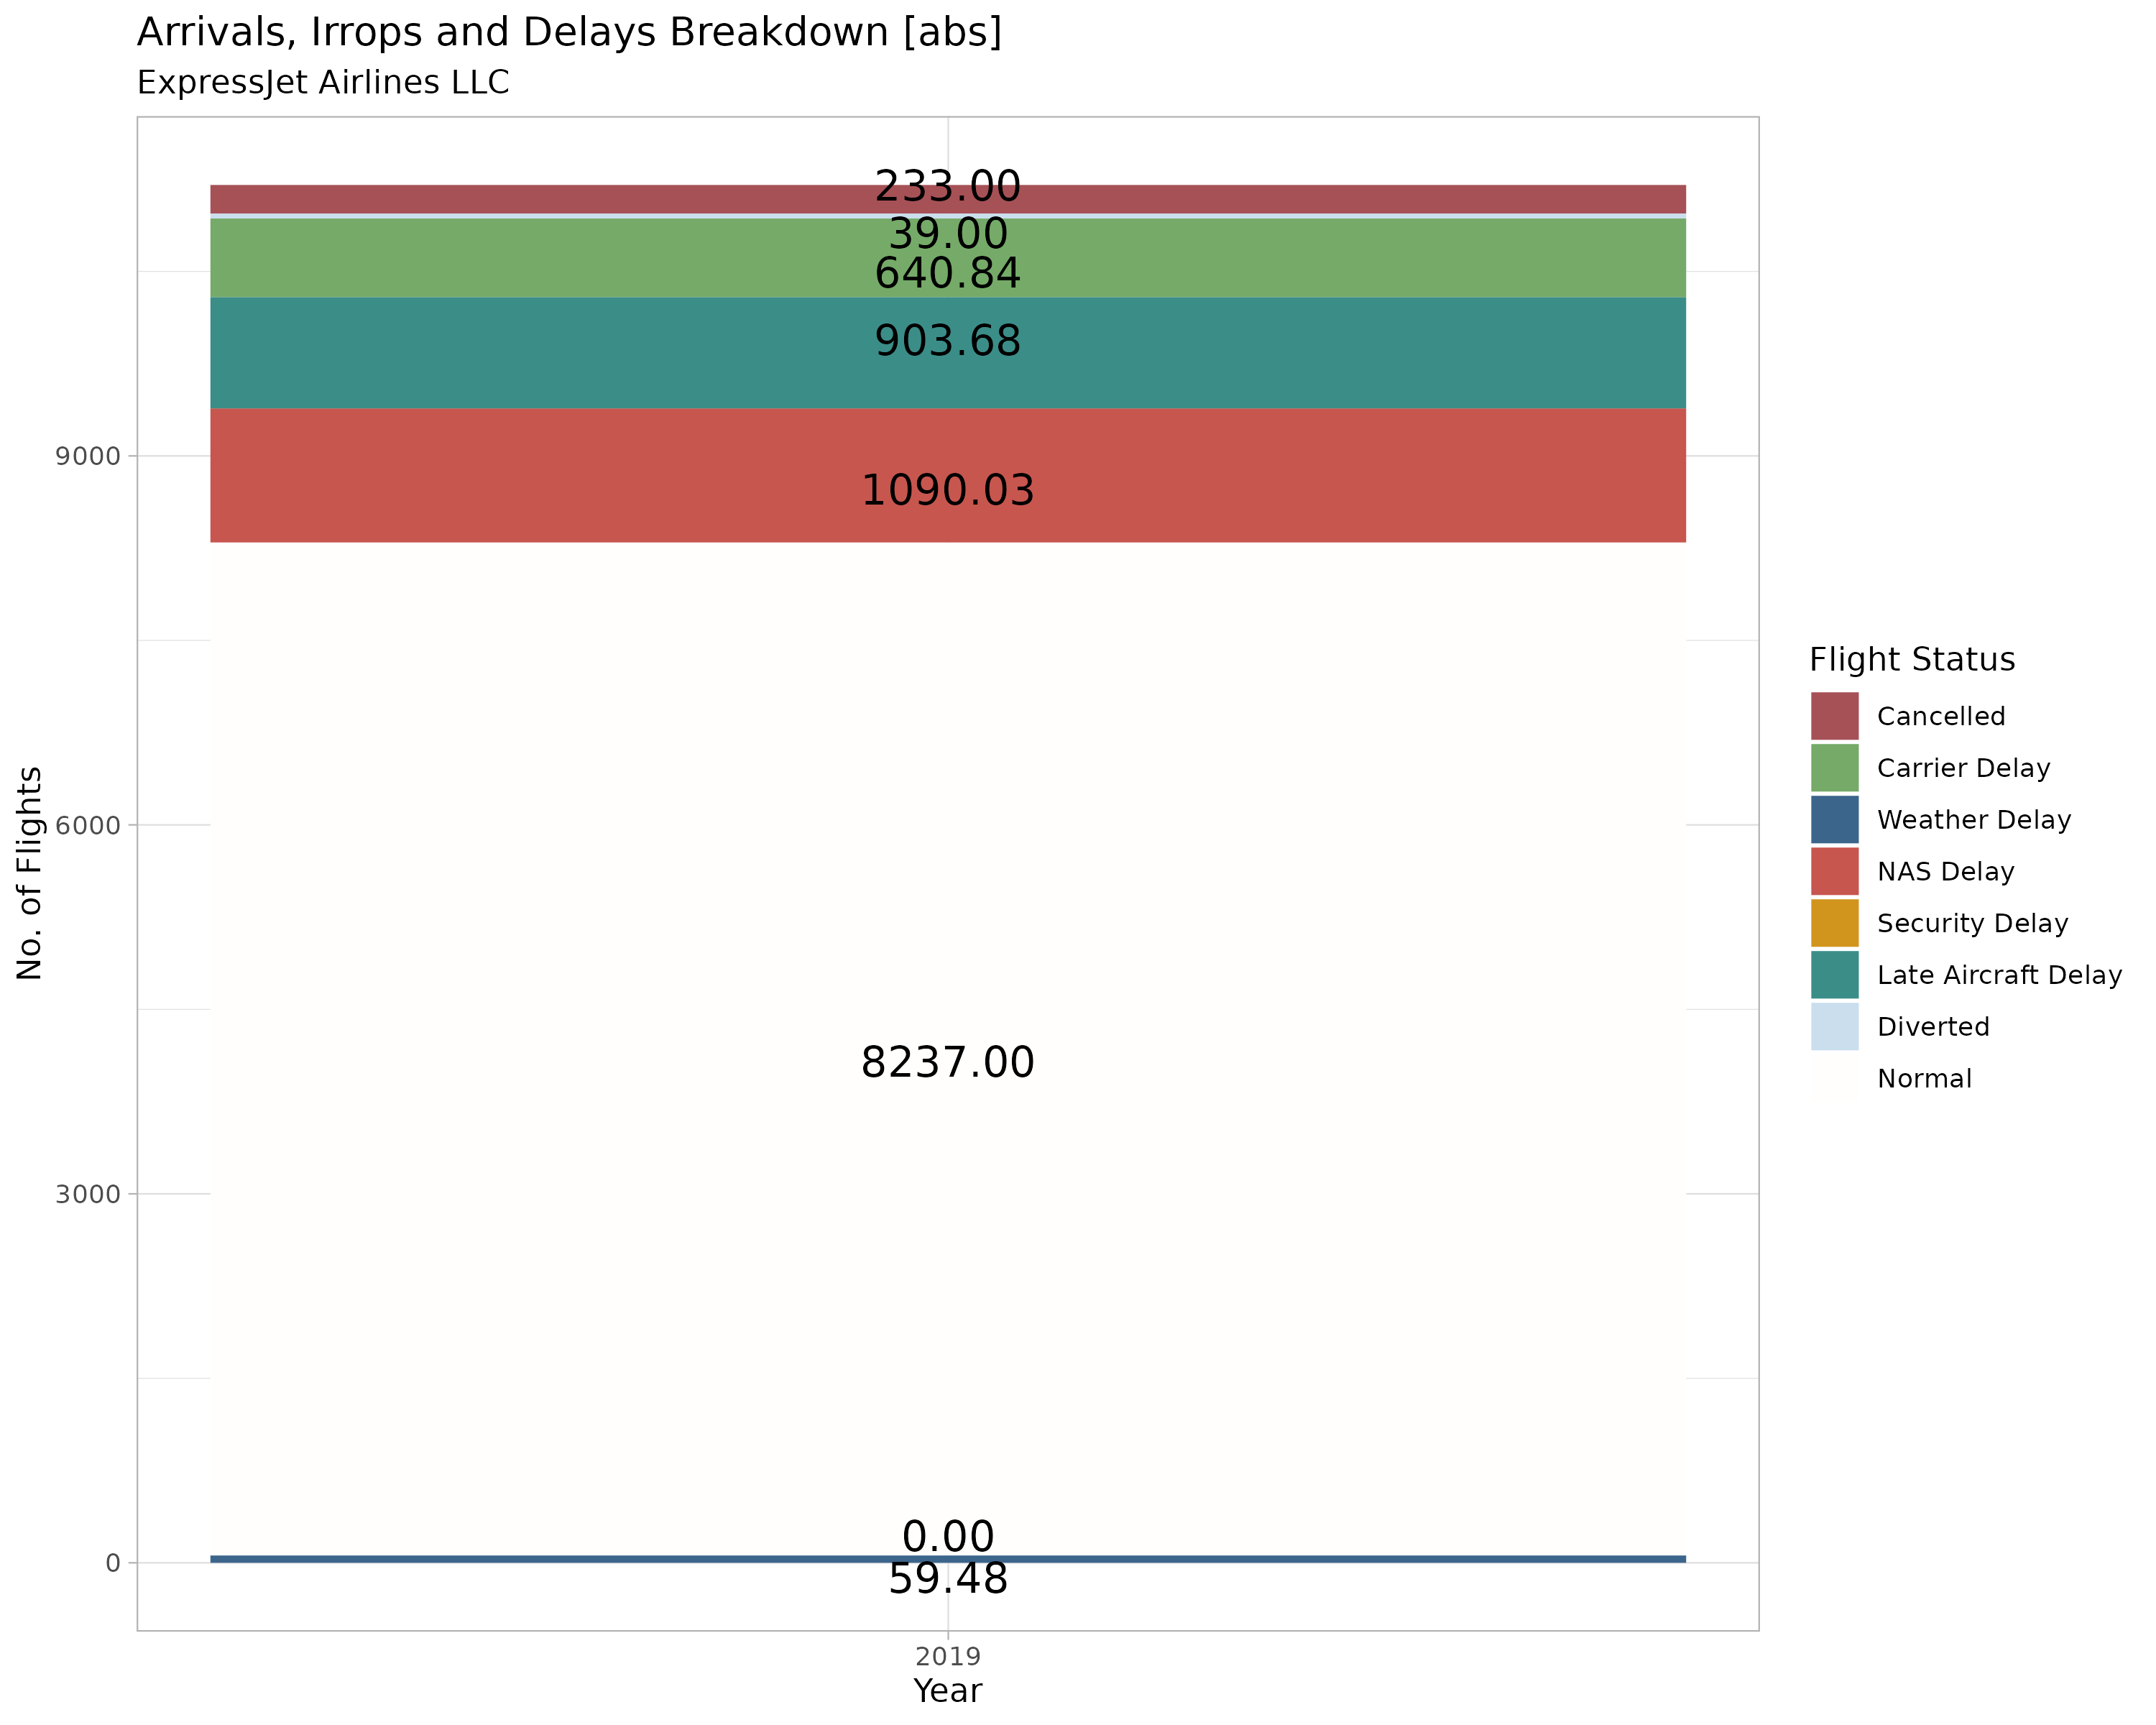 Arrivals, Irrops and Delays Breakdown [abs]
ExpressJet Airlines LLC
233.00
39.00
640.84
903.68
9000
1090.03
Flight Status
Cancelled
Carrier Delay
Weather Delay
NAS Delay
Security Delay
Late Aircraft Delay
Diverted
Normal
No. of Flights
6000
8237.00
3000
0.00
0
59.48
2019
Year